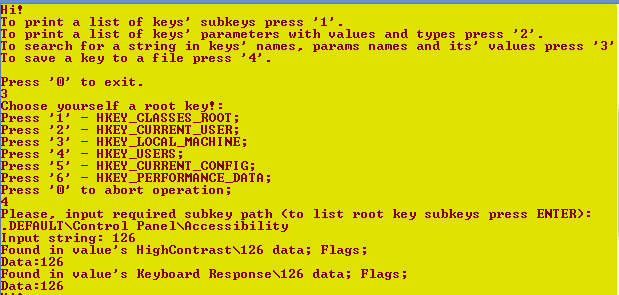 Hi!
To print a list of keys' subkeys press '1'.
To print a list of keys' parameters with values and types press '2'.
To search for a string in keys' names, params names and its' values press '3'
To save a key to a file press '4'.
Press '0' to exit.
3
Choose yourself a root key!:
Press '1' - HKEY_CLASSES_ROOT;
Press '2' - HKEY_CURRENT_USER;
Press '3' - HKEY_LOCAL_MACHINE;
Press '4' - HKEY_USERS;
Press '5' - HKEY_CURRENT_CONFIG;
Press '6' - HKEY_PERFORMANCE_DATA;
Press '0' to abort operation;
4
Please, input required subkey path (to list root key subkeys press ENTER):
.DEFAULT\Control Panel\Accessibility
Input string: 126
Found in value's HighContrast\126 data; Flags;
Data:126
Found in value's Keyboard Response\126 data; Flags;
Data:126